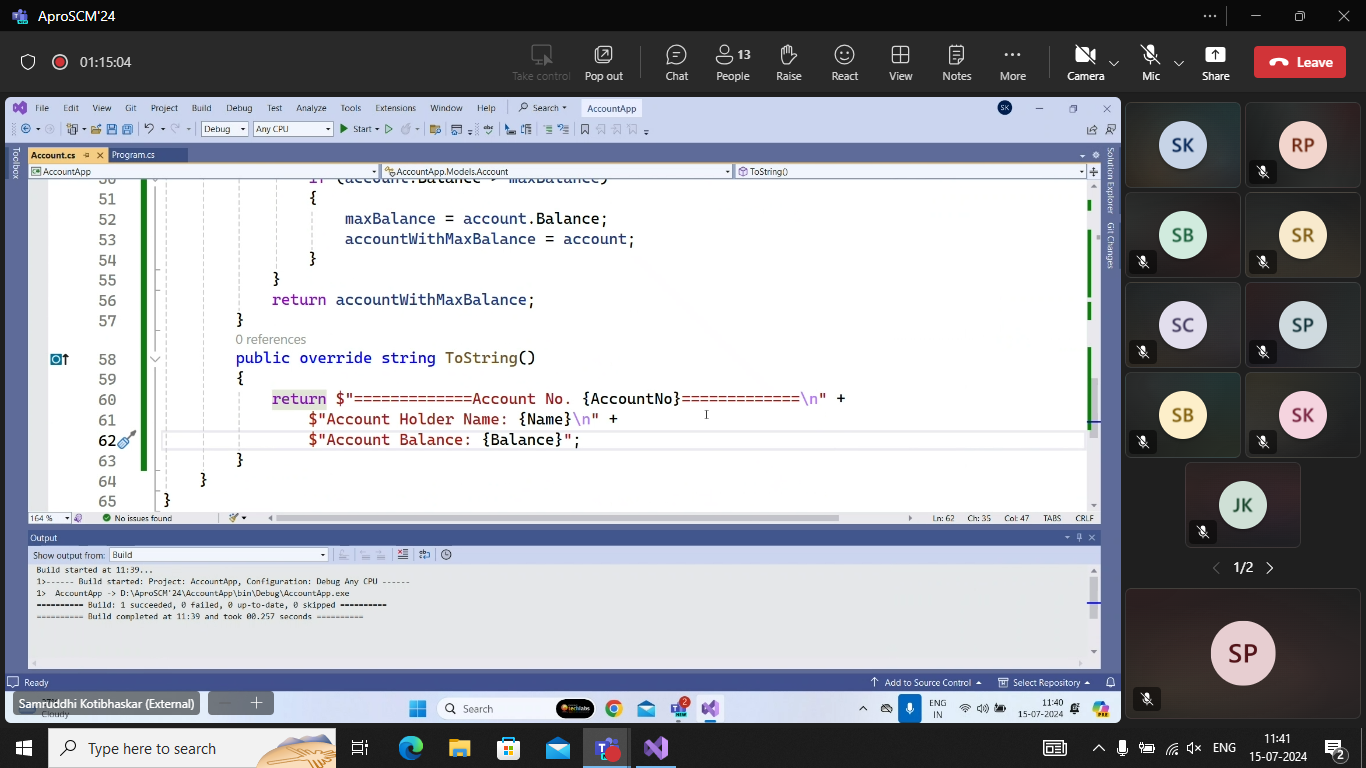 AproSCM'24
01:15:04
Take control
Pop out
Chat
13
People
Raise
React
View
Notes
More
Camera
Mic
Share
Leave
File Edit View Git Project Build Debug Test Analyze Tools Extensions Window Help Search AccountApp SK
Debug Any CPU Start
Toolbox
Account.cs Program.cs
AccountApp AccountApp.Models.Account ToString()
Solution Explorer Git Changes
51 {
52 maxBalance = account.Balance;
53 accountWithMaxBalance = account;
54 }
55 }
56 return accountWithMaxBalance;
57 }
0 references
58 public override string ToString()
59 {
60 return $"=============Account No. {AccountNo}=============\n" +
61 $"Account Holder Name: {Name}\n" +
62 $"Account Balance: {Balance}";
63 }
64 }
65 }
164 % No issues found Ln: 62 Ch: 35 Col: 47 TABS CRLF
Output
Show output from: Build
Build started at 11:39...
1>------ Build started: Project: AccountApp, Configuration: Debug Any CPU ------
1> AccountApp -> D:\AproSCM'24\AccountApp\bin\Debug\AccountApp.exe
========== Build: 1 succeeded, 0 failed, 0 up-to-date, 0 skipped ==========
========== Build completed at 11:39 and took 00.257 seconds ==========
Ready Add to Source Control Select Repository
Samruddhi Kotibhaskar (External)
Cloudy
Search
2
ENG
IN
11:40
15-07-2024
SK
RP
SB
SR
SC
SP
SB
SK
JK
1/2
SP
Type here to search
ENG
11:41
15-07-2024
2